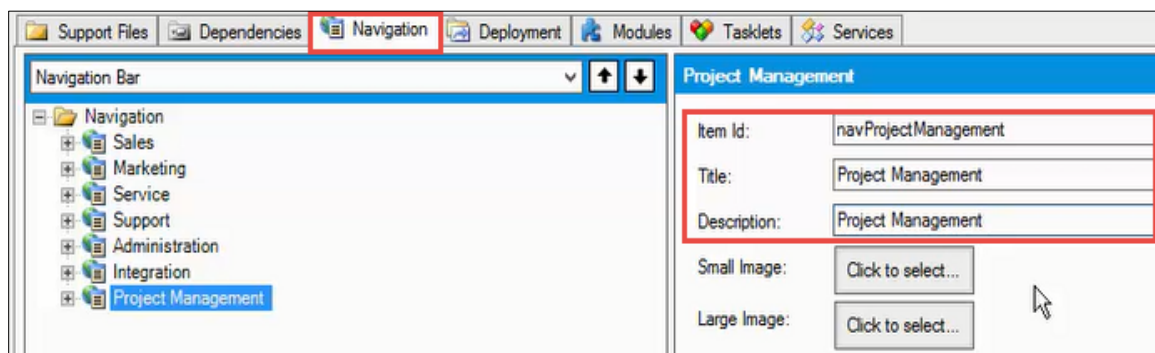 Support Files Dependencies Navigation Deployment Modules Tasklets Services
Navigation Bar
Navigation
Sales
Marketing
Service
Support
Administration
Integration
Project Management
Project Management
Item Id: navProjectManagement
Title: Project Management
Description: Project Management
Small Image: Click to select...
Large Image: Click to select...